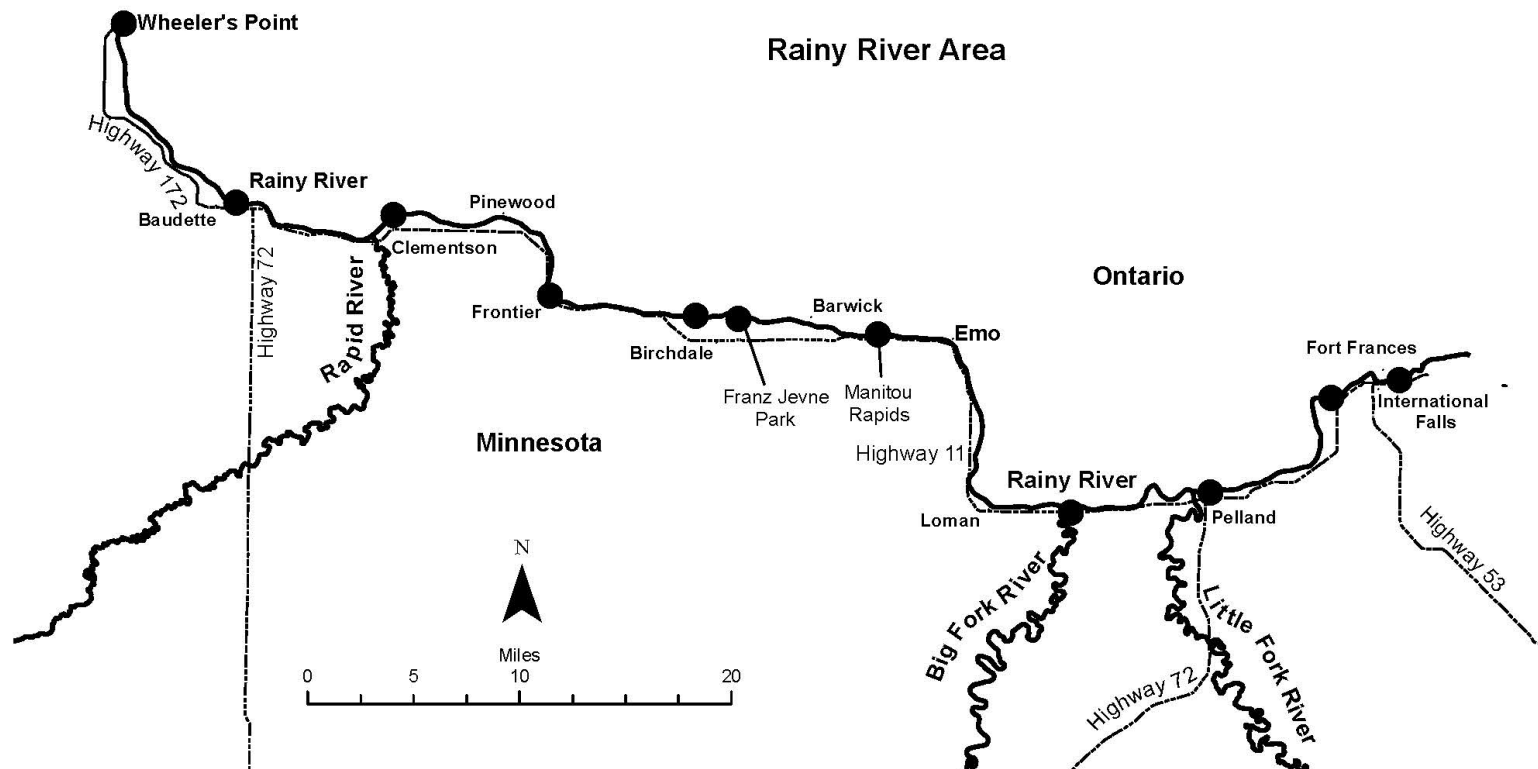 Wheeler's Point
Rainy River Area
Highway 172
Rainy River
Baudette
Pinewood
Clementson
Highway 72
Rapid River
Frontier
Ontario
Barwick
Emo
Birchdale
Franz Jevne
Park
Manitou
Rapids
Fort Frances
International
Falls
Minnesota
Highway 11
Rainy River
Loman
Pelland
Highway 53
Big Fork River
Little Fork River
Highway 72
N
Miles
0 5 10 20